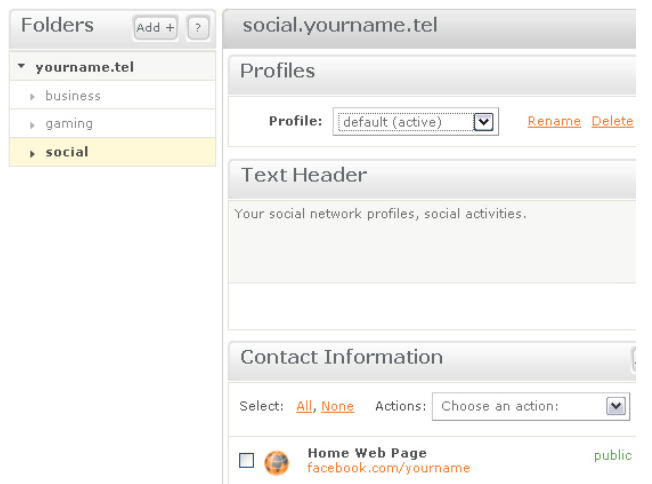 Folders Add + ?
yourname.tel
business
gaming
social
social.yourname.tel
Profiles
Profile: default (active) Rename Delete
Text Header
Your social network profiles, social activities.
Contact Information
Select: All, None Actions: Choose an action:
Home Web Page public
facebook.com/yourname